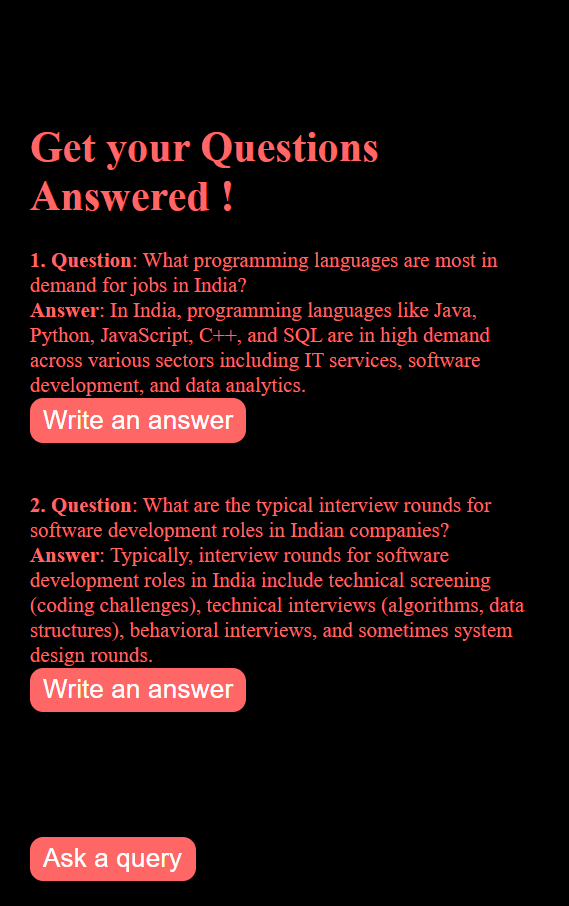 Get your Questions
Answered !
1. Question: What programming languages are most in
demand for jobs in India?
Answer: In India, programming languages like Java,
Python, JavaScript, C++, and SQL are in high demand
across various sectors including IT services, software
development, and data analytics.
Write an answer
2. Question: What are the typical interview rounds for
software development roles in Indian companies?
Answer: Typically, interview rounds for software
development roles in India include technical screening
(coding challenges), technical interviews (algorithms, data
structures), behavioral interviews, and sometimes system
design rounds.
Write an answer
Ask a query